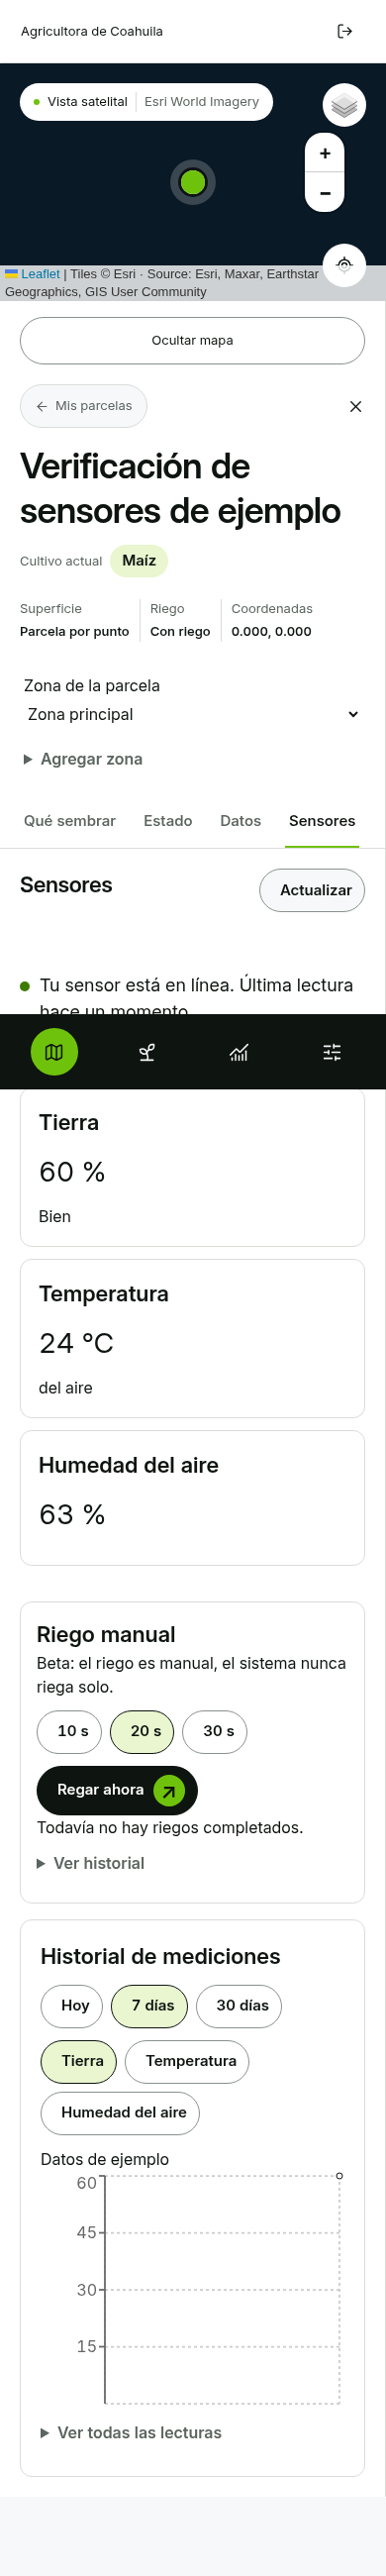 Agricultora de Coahuila
Vista satelital | Esri World Imagery
+
−
Leaflet | Tiles © Esri · Source: Esri, Maxar, Earthstar
Geographics, GIS User Community
Ocultar mapa
← Mis parcelas
Verificación de
sensores de ejemplo
Cultivo actual Maíz
Superficie Riego Coordenadas
Parcela por punto Con riego 0.000, 0.000
Zona de la parcela
Zona principal
Agregar zona
Qué sembrar Estado Datos Sensores
Sensores Actualizar
Tu sensor está en línea. Última lectura
hace un momento
Tierra
60 %
Bien
Temperatura
24 °C
del aire
Humedad del aire
63 %
Riego manual
Beta: el riego es manual, el sistema nunca
riega solo.
10 s 20 s 30 s
Regar ahora
Todavía no hay riegos completados.
Ver historial
Historial de mediciones
Hoy 7 días 30 días
Tierra Temperatura
Humedad del aire
Datos de ejemplo
60
45
30
15
Ver todas las lecturas